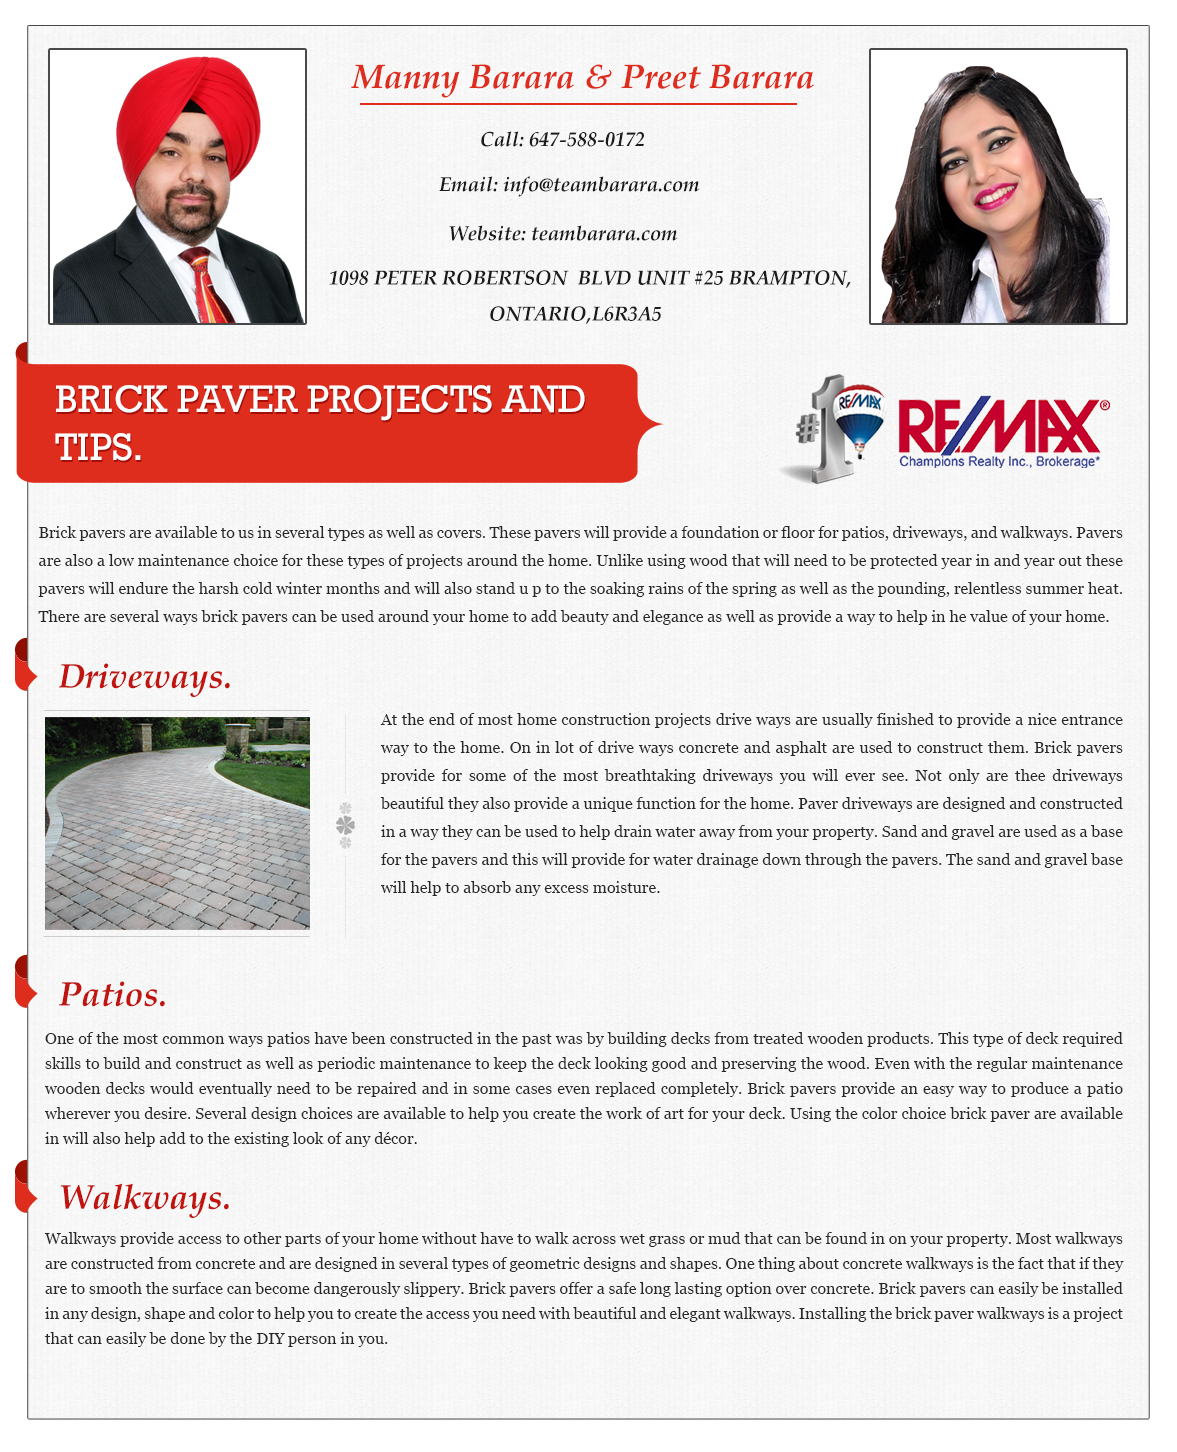 Manny Barara & Preet Barara
Call: 647-588-0172
Email: info@teambarara.com
Website: teambarara.com
1098 PETER ROBERTSON BLVD UNIT #25 BRAMPTON,
ONTARIO,L6R3A5
BRICK PAVER PROJECTS AND
TIPS.
#1 RE/MAX
RE/MAX®
Champions Realty Inc., Brokerage*
Brick pavers are available to us in several types as well as covers. These pavers will provide a foundation or floor for patios, driveways, and walkways. Pavers
are also a low maintenance choice for these types of projects around the home. Unlike using wood that will need to be protected year in and year out these
pavers will endure the harsh cold winter months and will also stand u p to the soaking rains of the spring as well as the pounding, relentless summer heat.
There are several ways brick pavers can be used around your home to add beauty and elegance as well as provide a way to help in he value of your home.
Driveways.
At the end of most home construction projects drive ways are usually finished to provide a nice entrance
way to the home. On in lot of drive ways concrete and asphalt are used to construct them. Brick pavers
provide for some of the most breathtaking driveways you will ever see. Not only are thee driveways
beautiful they also provide a unique function for the home. Paver driveways are designed and constructed
in a way they can be used to help drain water away from your property. Sand and gravel are used as a base
for the pavers and this will provide for water drainage down through the pavers. The sand and gravel base
will help to absorb any excess moisture.
Patios.
One of the most common ways patios have been constructed in the past was by building decks from treated wooden products. This type of deck required
skills to build and construct as well as periodic maintenance to keep the deck looking good and preserving the wood. Even with the regular maintenance
wooden decks would eventually need to be repaired and in some cases even replaced completely. Brick pavers provide an easy way to produce a patio
wherever you desire. Several design choices are available to help you create the work of art for your deck. Using the color choice brick paver are available
in will also help add to the existing look of any décor.
Walkways.
Walkways provide access to other parts of your home without have to walk across wet grass or mud that can be found in on your property. Most walkways
are constructed from concrete and are designed in several types of geometric designs and shapes. One thing about concrete walkways is the fact that if they
are to smooth the surface can become dangerously slippery. Brick pavers offer a safe long lasting option over concrete. Brick pavers can easily be installed
in any design, shape and color to help you to create the access you need with beautiful and elegant walkways. Installing the brick paver walkways is a project
that can easily be done by the DIY person in you.